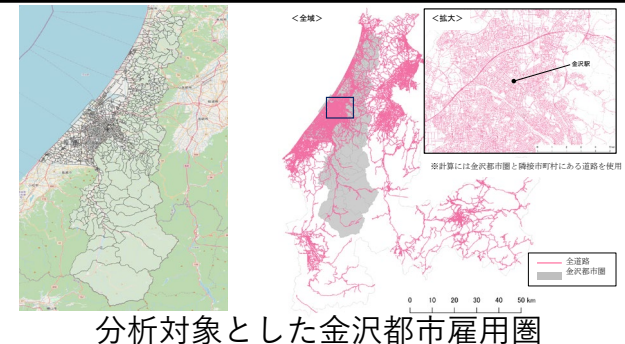 <全域>
<拡大>
金沢駅
※計算には金沢都市圏と隣接市町村にある道路を使用
全道路
金沢都市圏
0 10 20 30 40 50 km
分析対象とした金沢都市雇用圏